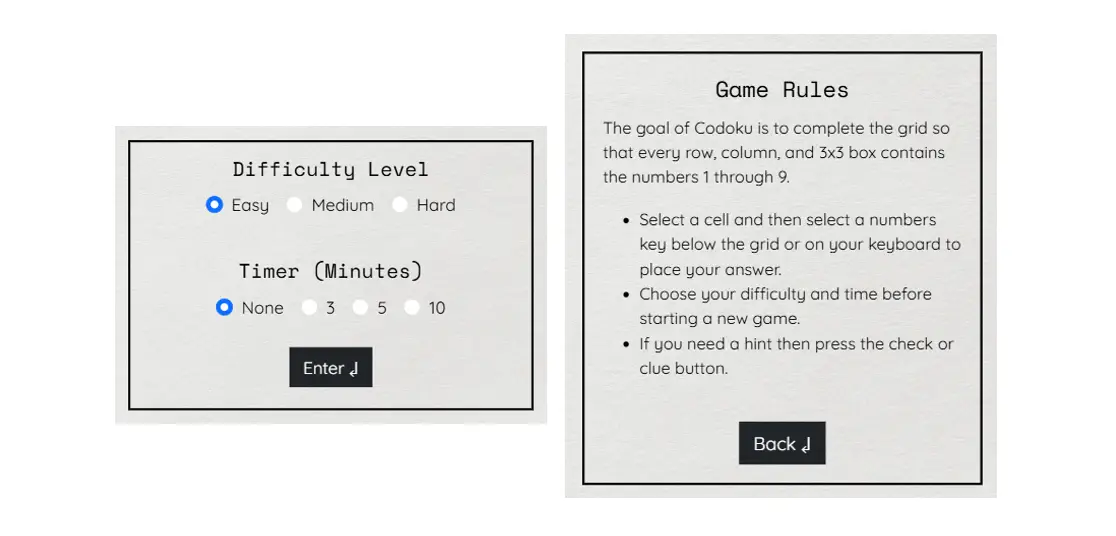 Difficulty Level
Easy Medium Hard
Timer (Minutes)
None 3 5 10
Enter
Game Rules
The goal of Codoku is to complete the grid so
that every row, column, and 3x3 box contains
the numbers 1 through 9.
Select a cell and then select a numbers
key below the grid or on your keyboard to
place your answer.
Choose your difficulty and time before
starting a new game.
If you need a hint then press the check or
clue button.
Back